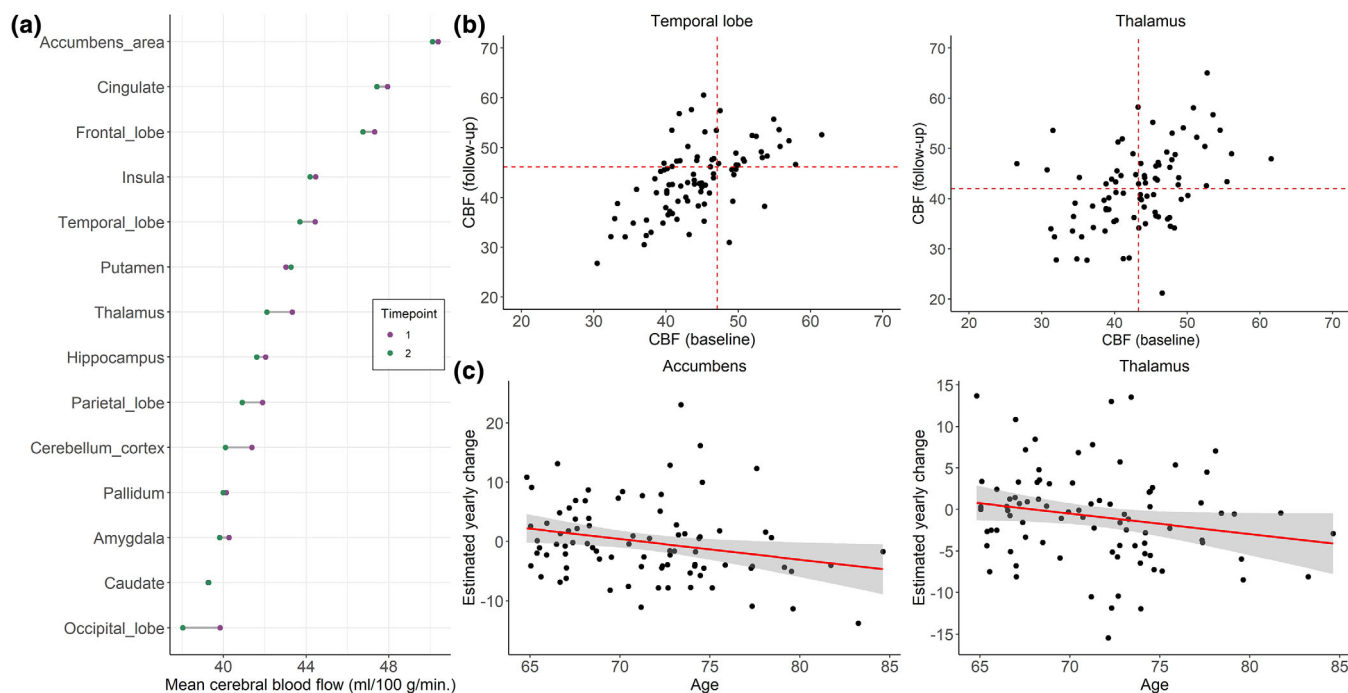 (a)
Accumbens_area
Cingulate
Frontal_lobe
Insula
Temporal_lobe
Putamen
Thalamus
Hippocampus
Parietal_lobe
Cerebellum_cortex
Pallidum
Amygdala
Caudate
Occipital_lobe
40 44 48
Mean cerebral blood flow (ml/100 g/min.)
Timepoint
1
2
(b)
Temporal lobe
CBF (follow-up)
70
60
50
40
30
20
20 30 40 50 60 70
CBF (baseline)
Thalamus
CBF (follow-up)
70
60
50
40
30
20
20 30 40 50 60 70
CBF (baseline)
(c)
Accumbens
Estimated yearly change
20
10
0
-10
65 70 75 80 85
Age
Thalamus
Estimated yearly change
15
10
5
0
-5
-10
-15
65 70 75 80 85
Age